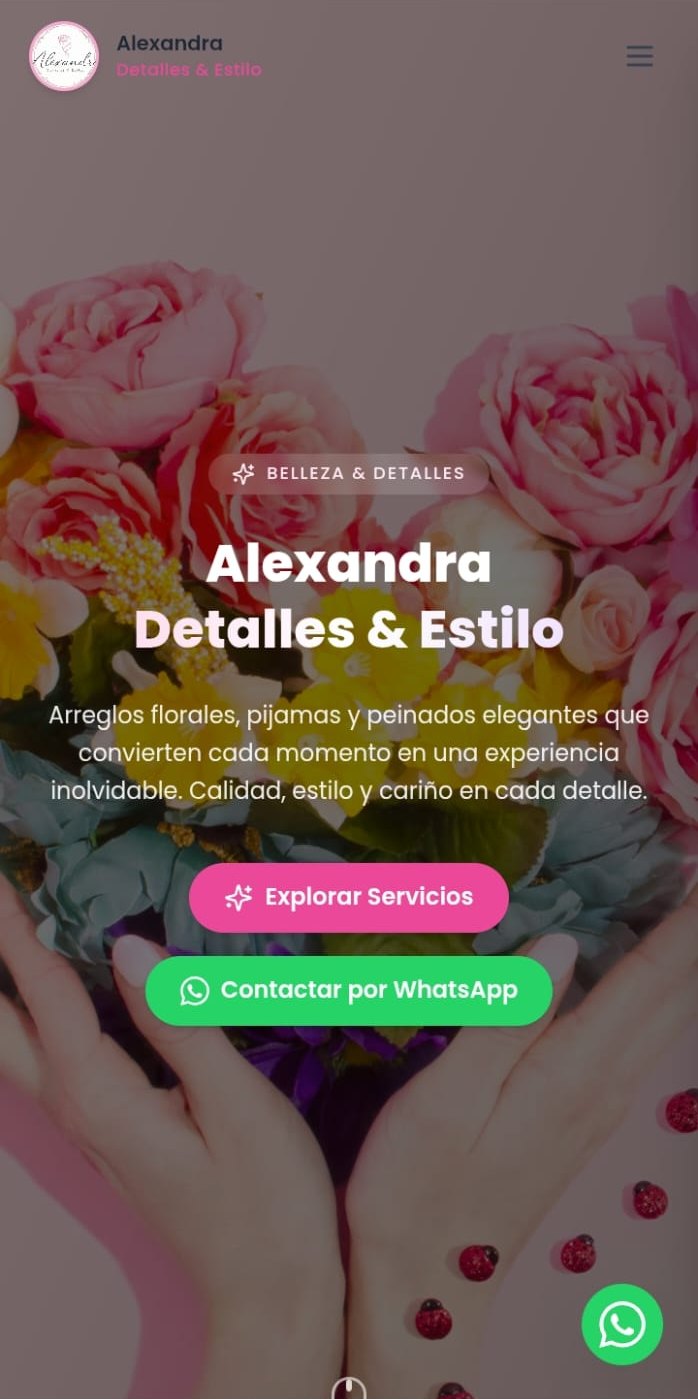 Alexandra
Detalles & Estilo
BELLEZA & DETALLES
Alexandra
Detalles & Estilo
Arreglos florales, pijamas y peinados elegantes que
convierten cada momento en una experiencia
inolvidable. Calidad, estilo y cariño en cada detalle.
Explorar Servicios
Contactar por WhatsApp